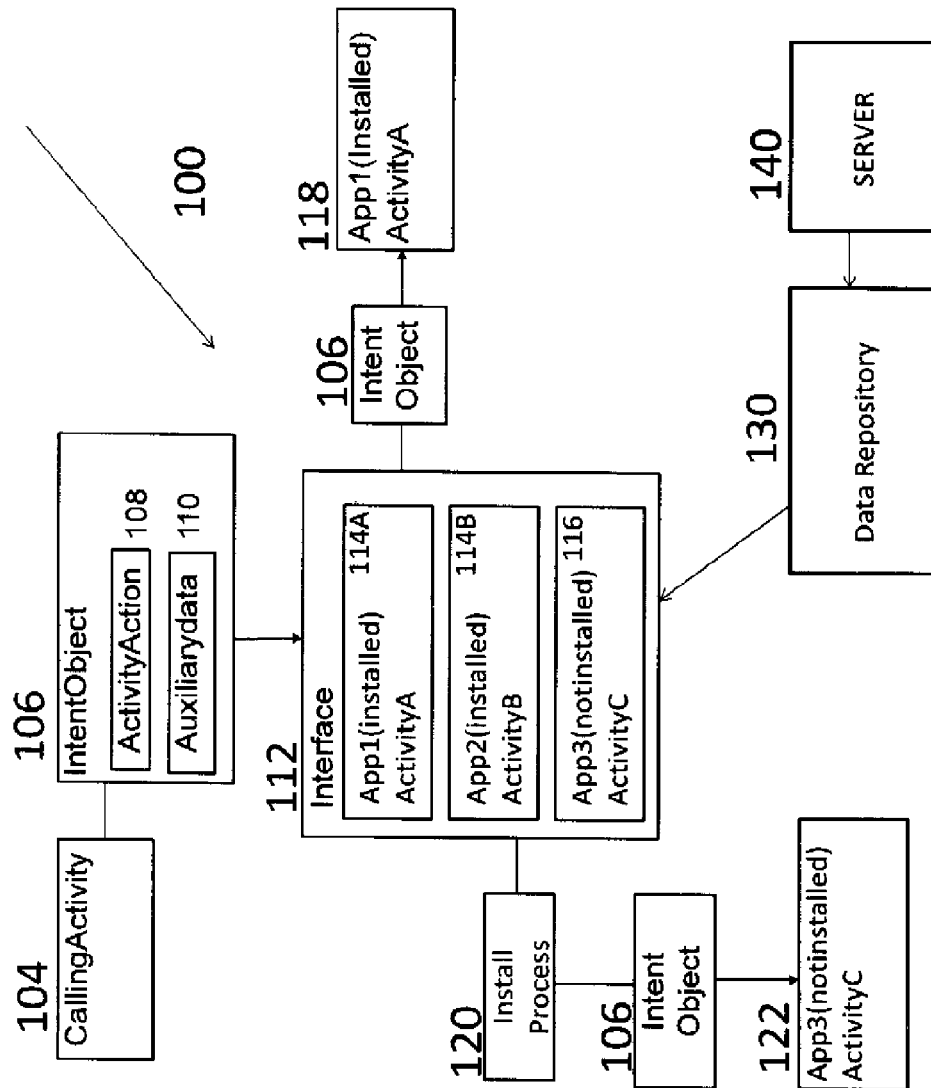 100
104
CallingActivity
106
IntentObject
ActivityAction
108
Auxiliarydata
110
112
Interface
App1(installed)
ActivityA
114A
App2(installed)
ActivityB
114B
App3(notinstalled)
ActivityC
116
106
Intent
Object
118
App1(Installed)
ActivityA
120
Install
Process
106
Intent
Object
122
App3(notinstalled)
ActivityC
130
Data Repository
140
SERVER